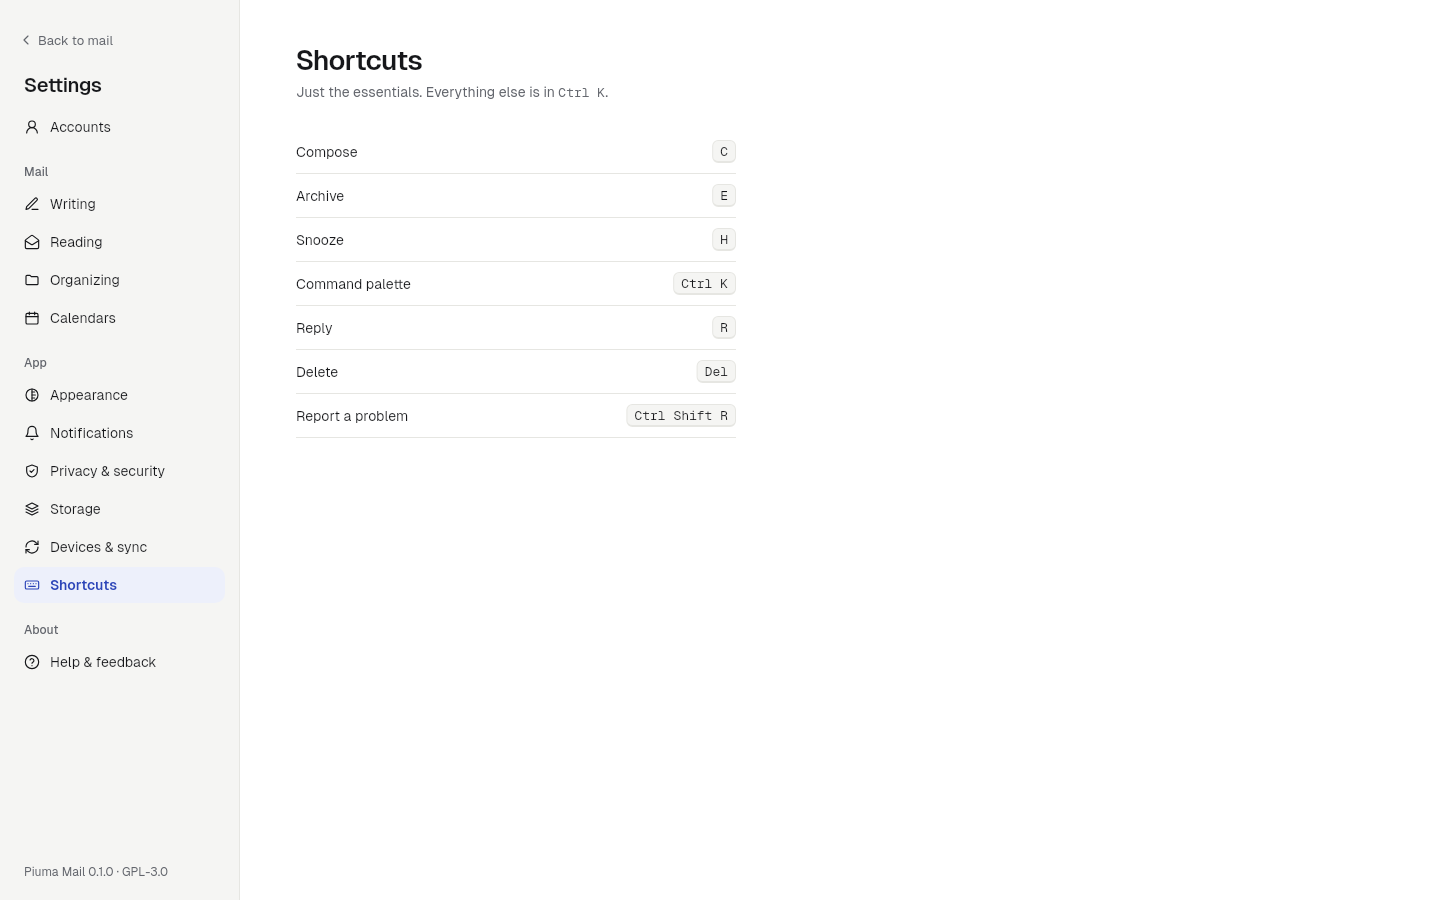 Back to mail
Settings
Accounts
Mail
Writing
Reading
Organizing
Calendars
App
Appearance
Notifications
Privacy & security
Storage
Devices & sync
Shortcuts
About
Help & feedback
Piuma Mail 0.1.0 · GPL-3.0
Shortcuts
Just the essentials. Everything else is in Ctrl K.
Compose C
Archive E
Snooze H
Command palette Ctrl K
Reply R
Delete Del
Report a problem Ctrl Shift R